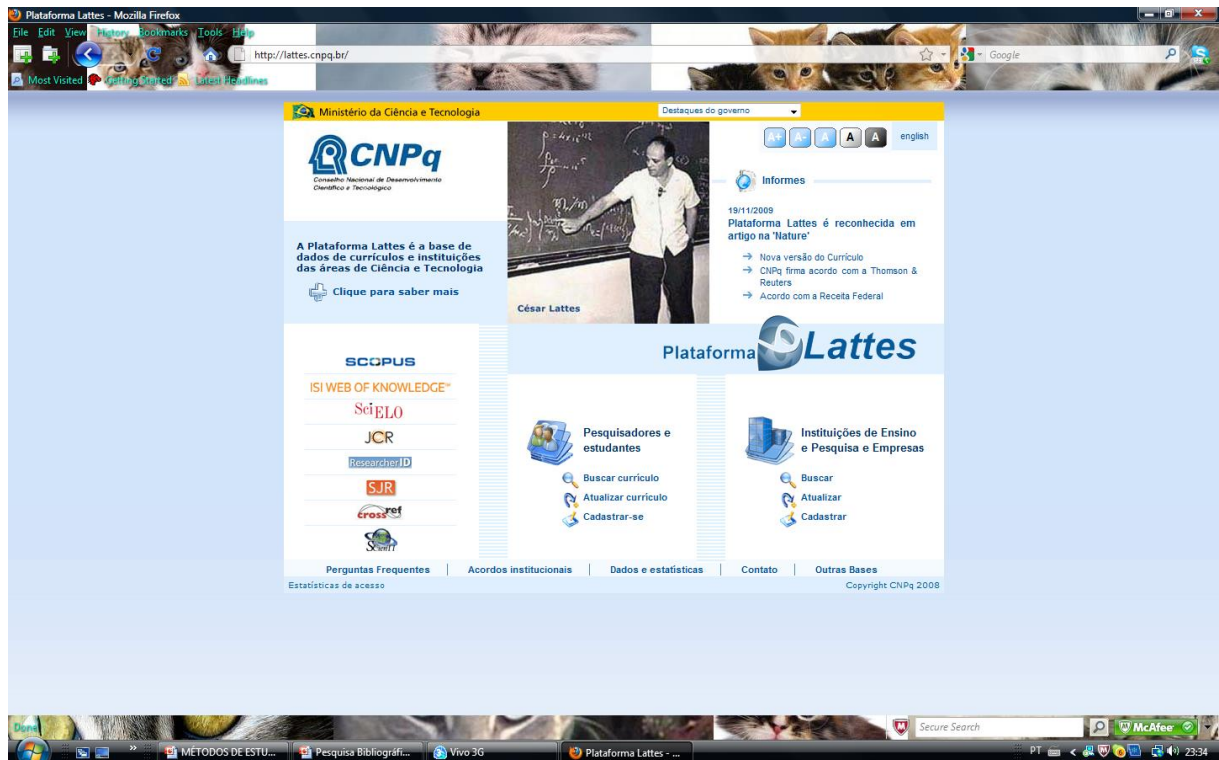 Plataforma Lattes - Mozilla Firefox
File Edit View History Bookmarks Tools Help
http://lattes.cnpq.br/
Google
Most Visited Getting Started Latest Headlines
Ministério da Ciência e Tecnologia
Destaques do governo
CNPq
Conselho Nacional de Desenvolvimento
Científico e Tecnológico
A+ A- A A A english
Informes
19/11/2009
Plataforma Lattes é reconhecida em
artigo na 'Nature'
Nova versão do Currículo
CNPq firma acordo com a Thomson &
Reuters
Acordo com a Receita Federal
A Plataforma Lattes é a base de
dados de currículos e instituições
das áreas de Ciência e Tecnologia
Clique para saber mais
César Lattes
Plataforma Lattes
SCOPUS
ISI WEB OF KNOWLEDGE
SciELO
JCR
ResearcherID
SJR
crossref
ScienTI
Pesquisadores e
estudantes
Buscar currículo
Atualizar currículo
Cadastrar-se
Instituições de Ensino
e Pesquisa e Empresas
Buscar
Atualizar
Cadastrar
Perguntas Frequentes | Acordos institucionais | Dados e estatísticas | Contato | Outras Bases
Estatísticas de acesso
Copyright CNPq 2008
Done
Secure Search
McAfee
MÉTODOS DE ESTU...
Pesquisa Bibliográfi...
Vivo 3G
Plataforma Lattes - ...
PT
23:34